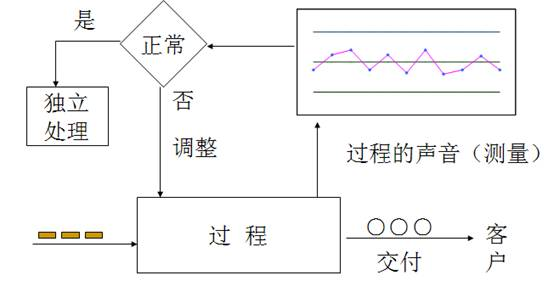 是
正常
独立
处理
否
调整
过程的声音（测量）
过 程
交付
客
户